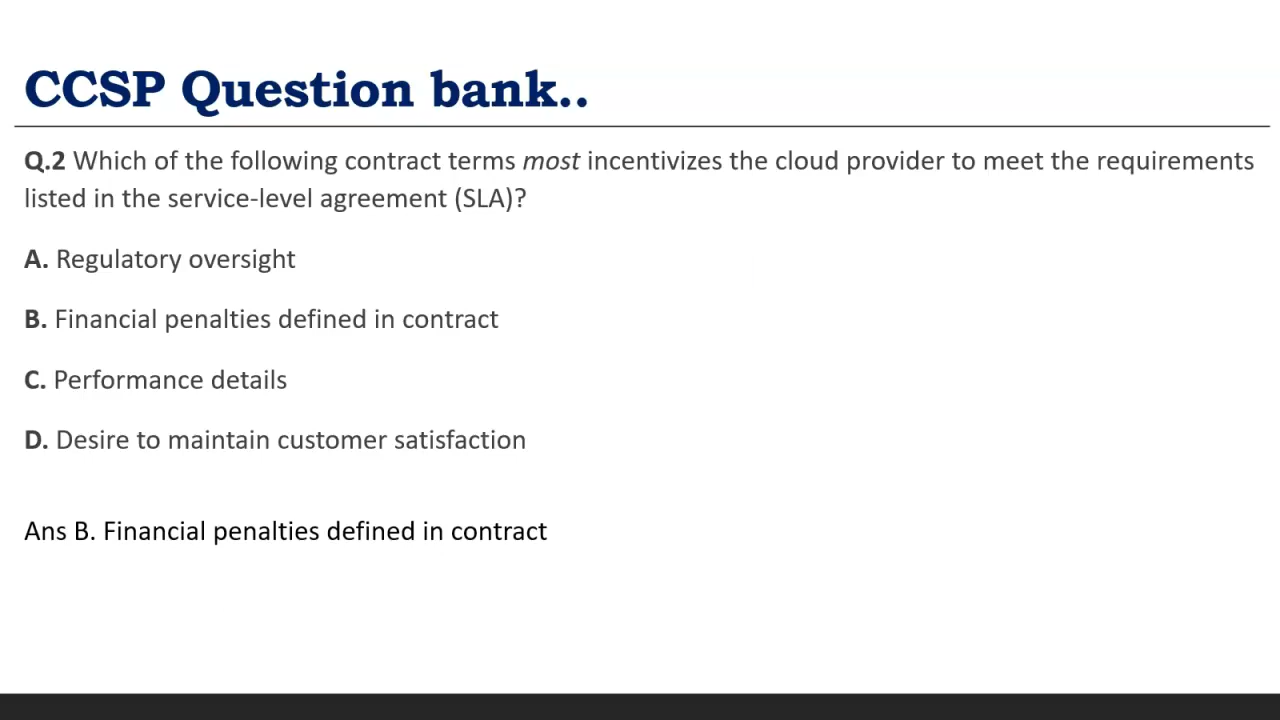 CCSP Question bank..
Q.2 Which of the following contract terms most incentivizes the cloud provider to meet the requirements
listed in the service-level agreement (SLA)?
A. Regulatory oversight
B. Financial penalties defined in contract
C. Performance details
D. Desire to maintain customer satisfaction
Ans B. Financial penalties defined in contract